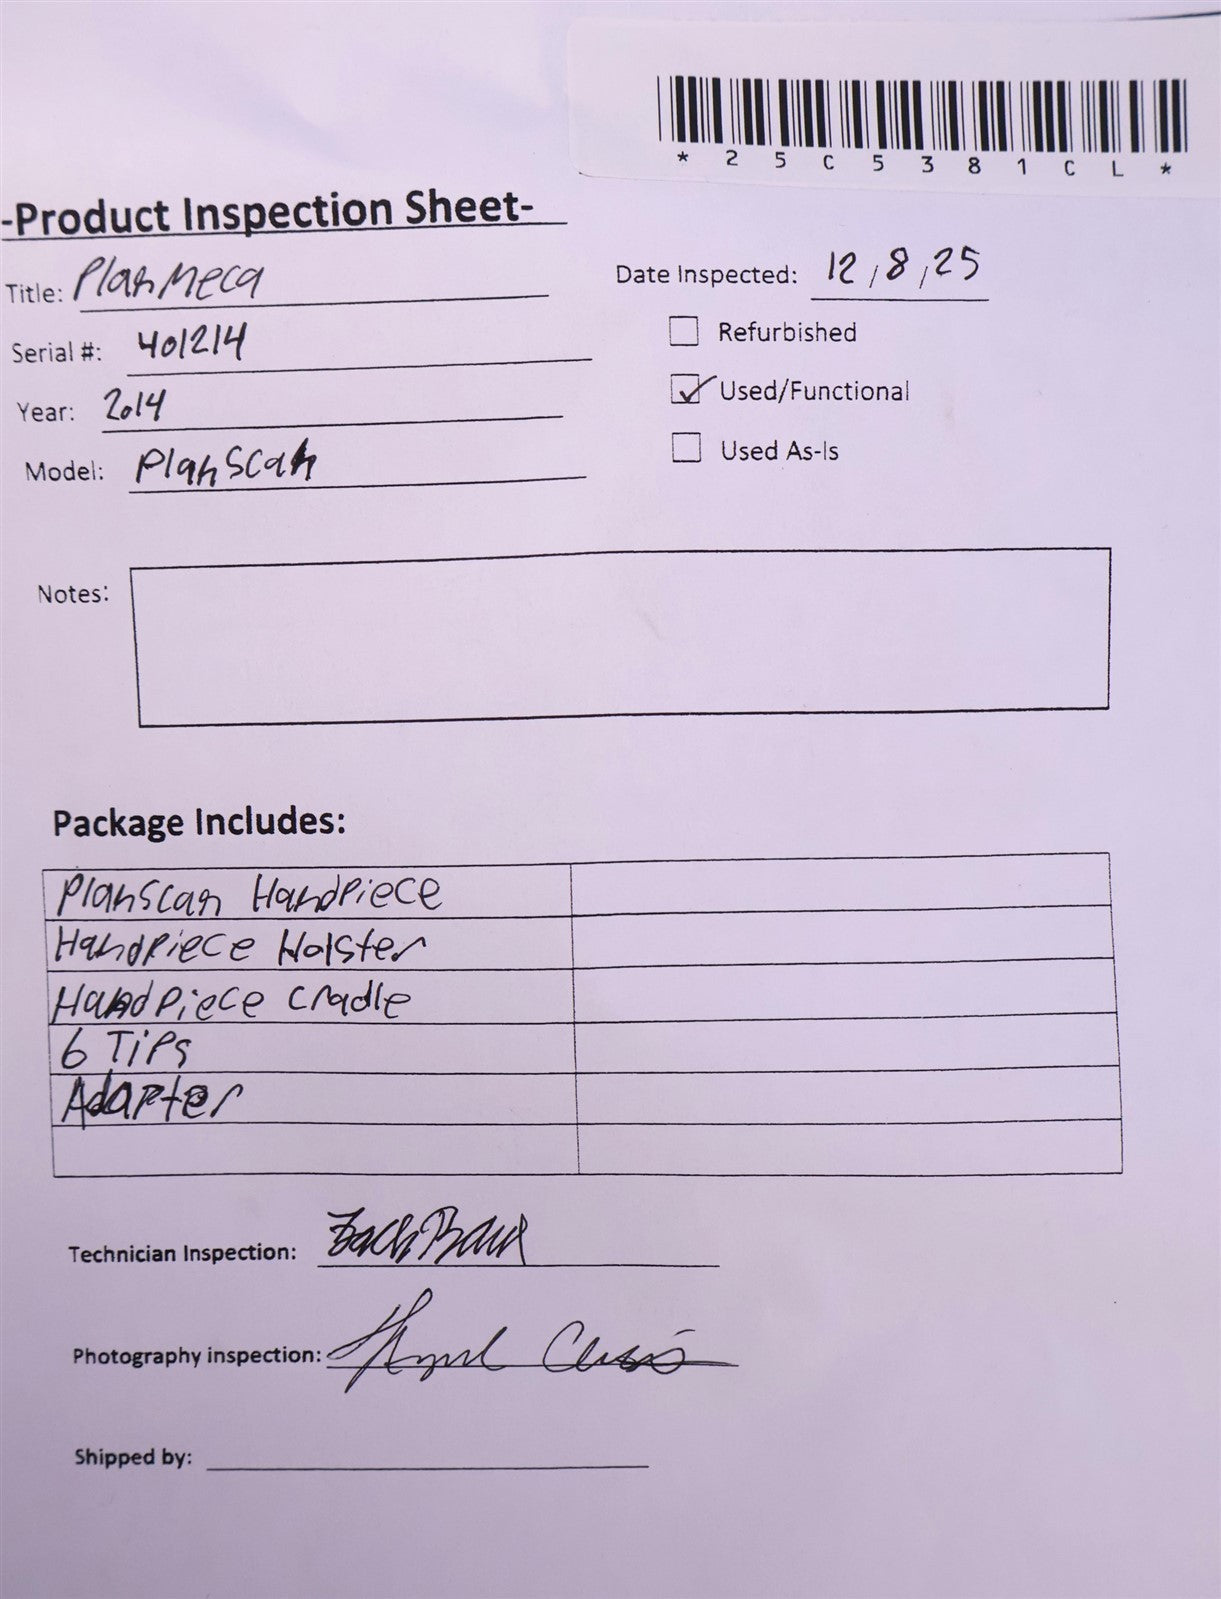 *25C5381CL*
-Product Inspection Sheet-
Title: PlanMeca
Date Inspected: 12/8/25
Serial #: 401214
Refurbished
Year: 2014
Used/Functional
Model: PlanScan
Used As-Is
Notes:
Package Includes:
PlanScan HandPiece
HandPiece Holster
HandPiece cradle
6 TiPs
AdaPter
Technician Inspection:
Photography inspection:
Shipped by: